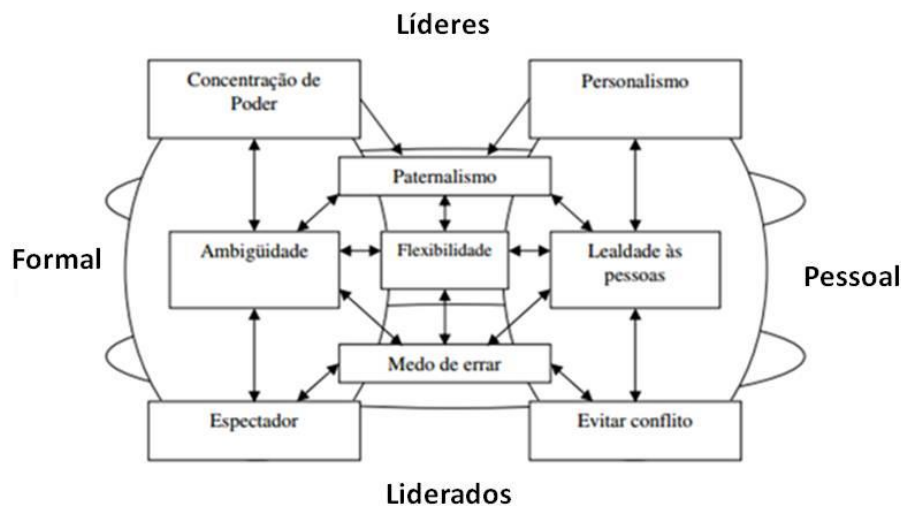 Líderes
Concentração de
Poder
Personalismo
Paternalismo
Formal
Ambigüidade
Flexibilidade
Lealdade às
pessoas
Pessoal
Medo de errar
Espectador
Evitar conflito
Liderados